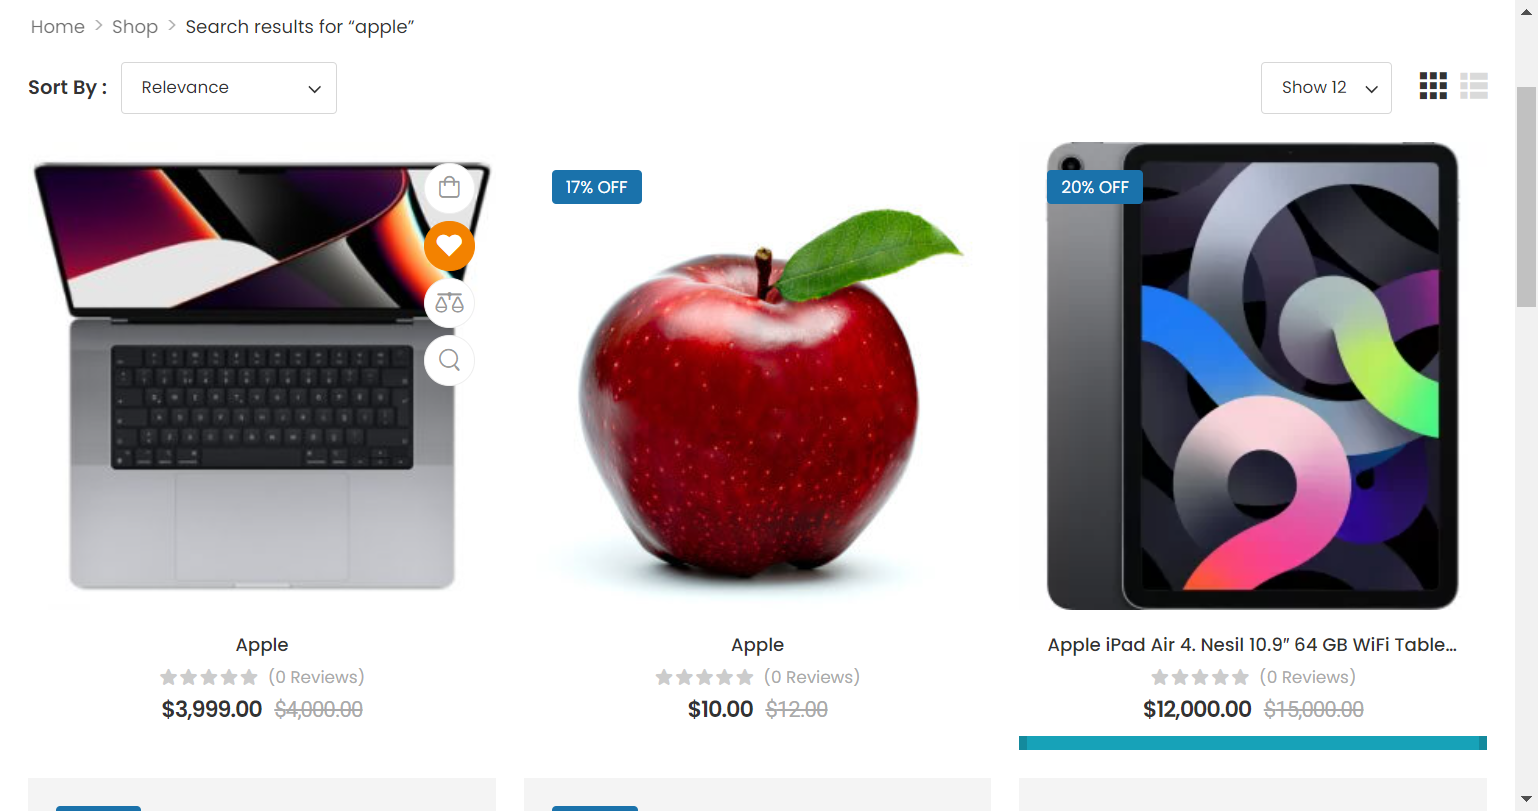 Home > Shop > Search results for “apple”
Sort By :
Relevance
Show 12
17% OFF
20% OFF
Apple
(0 Reviews)
$3,999.00 $4,000.00
Apple
(0 Reviews)
$10.00 $12.00
Apple iPad Air 4. Nesil 10.9″ 64 GB WiFi Table...
(0 Reviews)
$12,000.00 $15,000.00